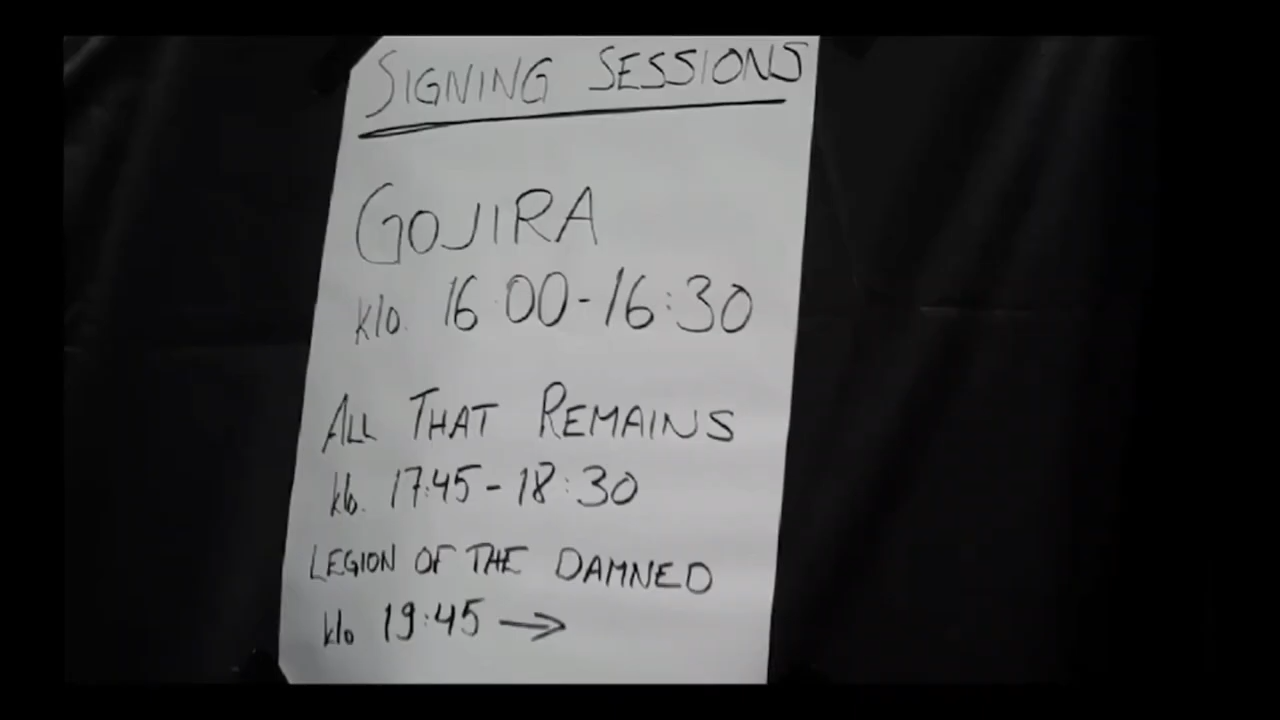 SIGNING SESSIONS
GOJIRA
klo. 16:00-16:30
ALL THAT REMAINS
klo. 17:45-18:30
LEGION OF THE DAMNED
klo 19:45 →